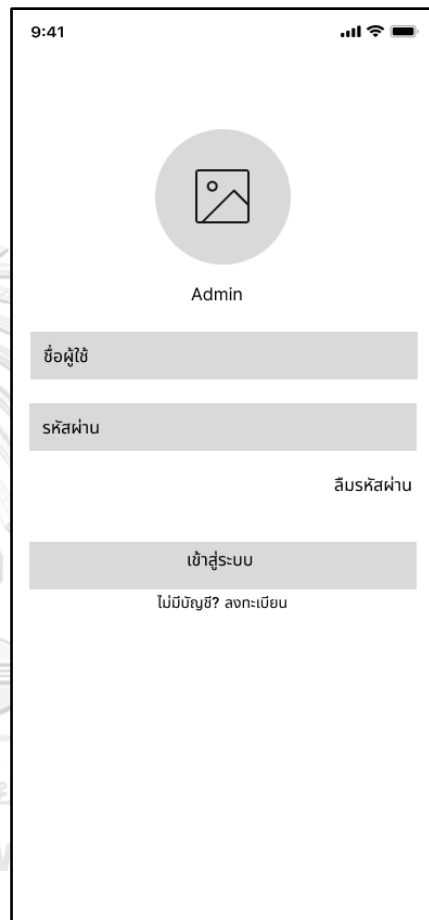 9:41
Admin
ชื่อผู้ใช้
รหัสผ่าน
ลืมรหัสผ่าน
เข้าสู่ระบบ
ไม่มีบัญชี? ลงทะเบียน